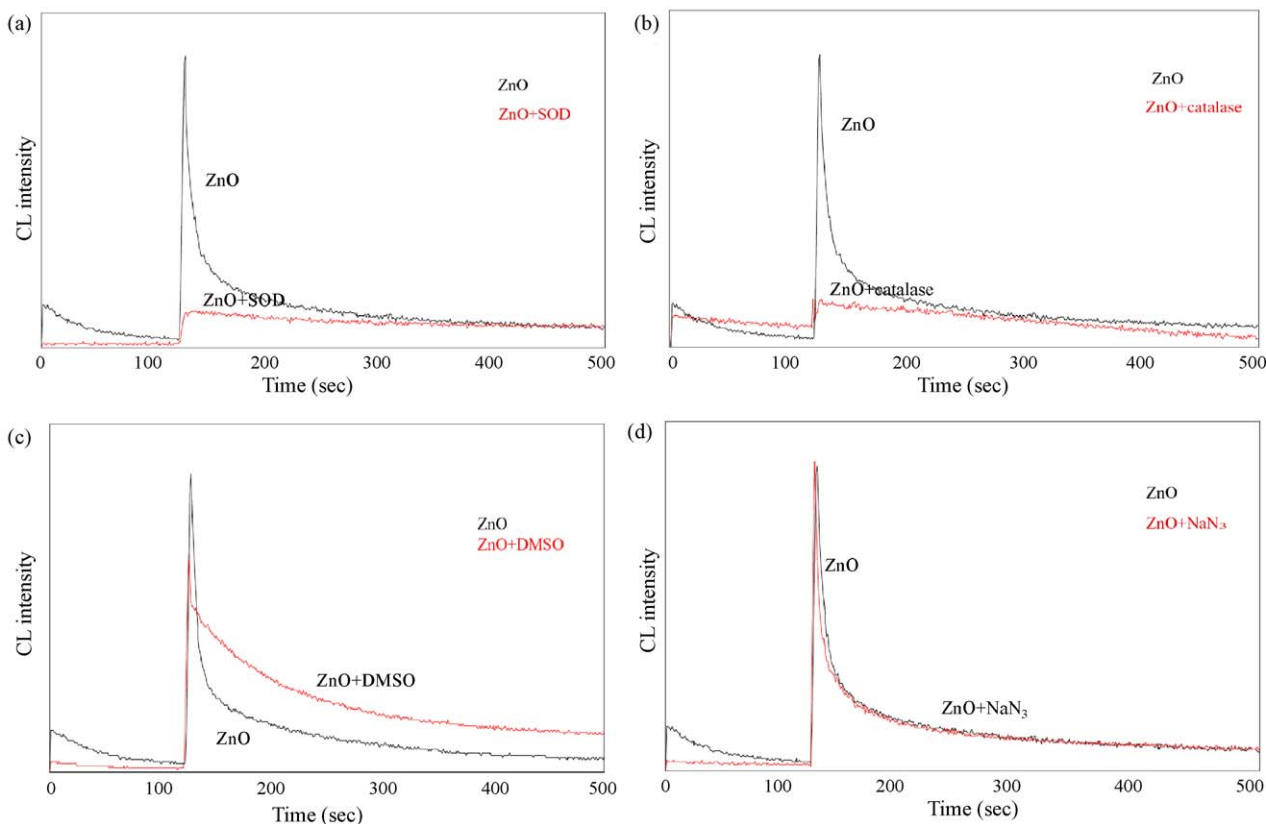 (a)
ZnO
ZnO+SOD
ZnO
ZnO+SOD
CL intensity
0 100 200 300 400 500
Time (sec)
(b)
ZnO
ZnO+catalase
ZnO
ZnO+catalase
CL intensity
0 100 200 300 400 500
Time (sec)
(c)
ZnO
ZnO+DMSO
ZnO+DMSO
ZnO
CL intensity
0 100 200 300 400 500
Time (sec)
(d)
ZnO
ZnO+NaN₃
ZnO
ZnO+NaN₃
CL intensity
0 100 200 300 400 500
Time (sec)